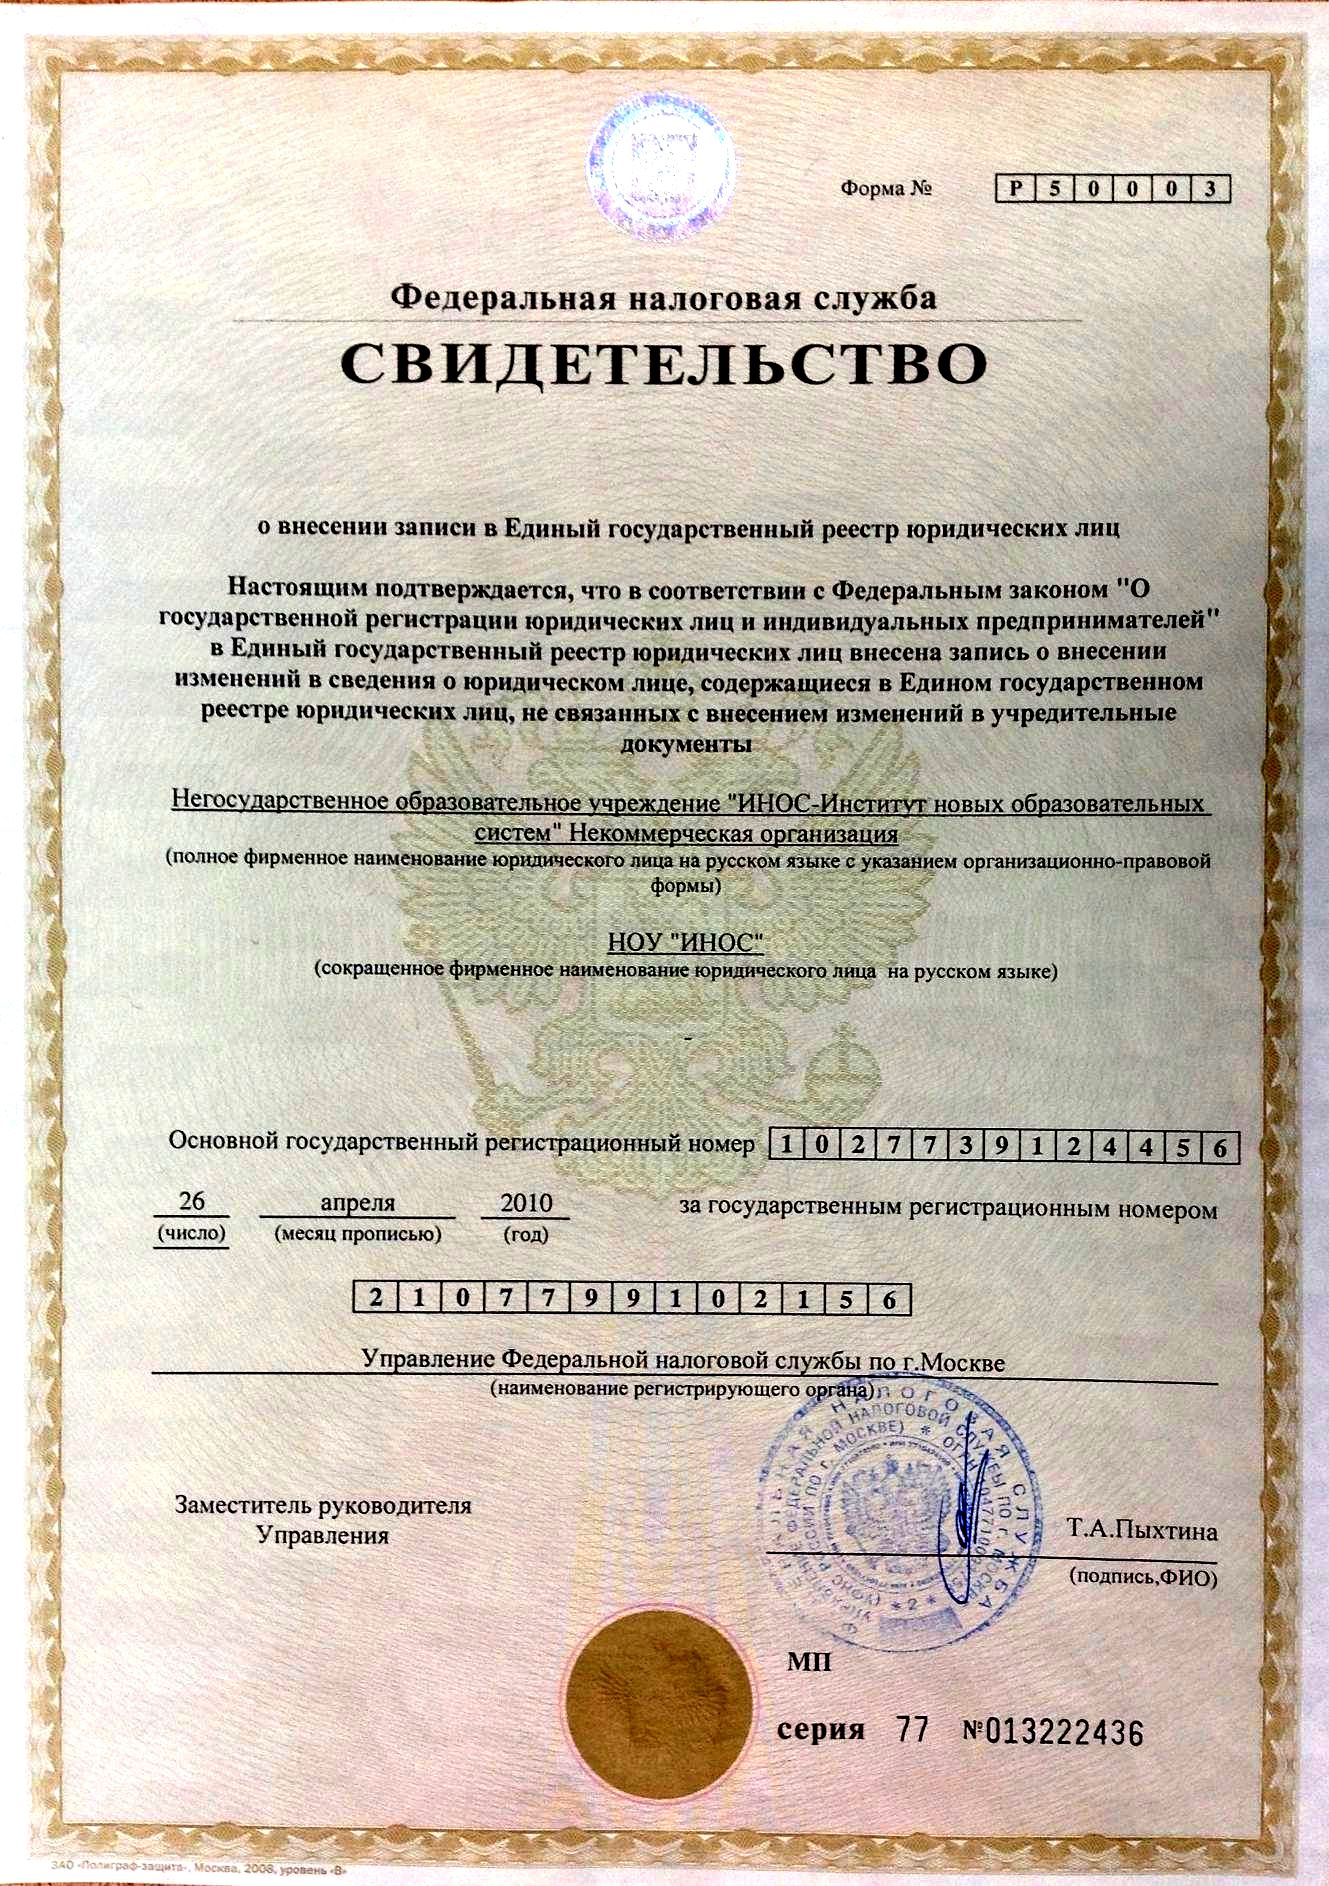 Форма № Р50003
Федеральная налоговая служба
СВИДЕТЕЛЬСТВО
о внесении записи в Единый государственный реестр юридических лиц
Настоящим подтверждается, что в соответствии с Федеральным законом "О
государственной регистрации юридических лиц и индивидуальных предпринимателей"
в Единый государственный реестр юридических лиц внесена запись о внесении
изменений в сведения о юридическом лице, содержащиеся в Едином государственном
реестре юридических лиц, не связанных с внесением изменений в учредительные
документы
Негосударственное образовательное учреждение "ИНОС-Институт новых образовательных
систем" Некоммерческая организация
(полное фирменное наименование юридического лица на русском языке с указанием организационно-правовой
формы)
НОУ "ИНОС"
(сокращенное фирменное наименование юридического лица на русском языке)
-
Основной государственный регистрационный номер 1027739124456
26 апреля 2010 за государственным регистрационным номером
(число) (месяц прописью) (год)
2107799102156
Управление Федеральной налоговой службы по г.Москве
(наименование регистрирующего органа)
Заместитель руководителя
Управления
Т.А.Пыхтина
(подпись,ФИО)
МП
серия 77 №013222436
ЗАО «Полиграф-защита», Москва, 2008, уровень «В»